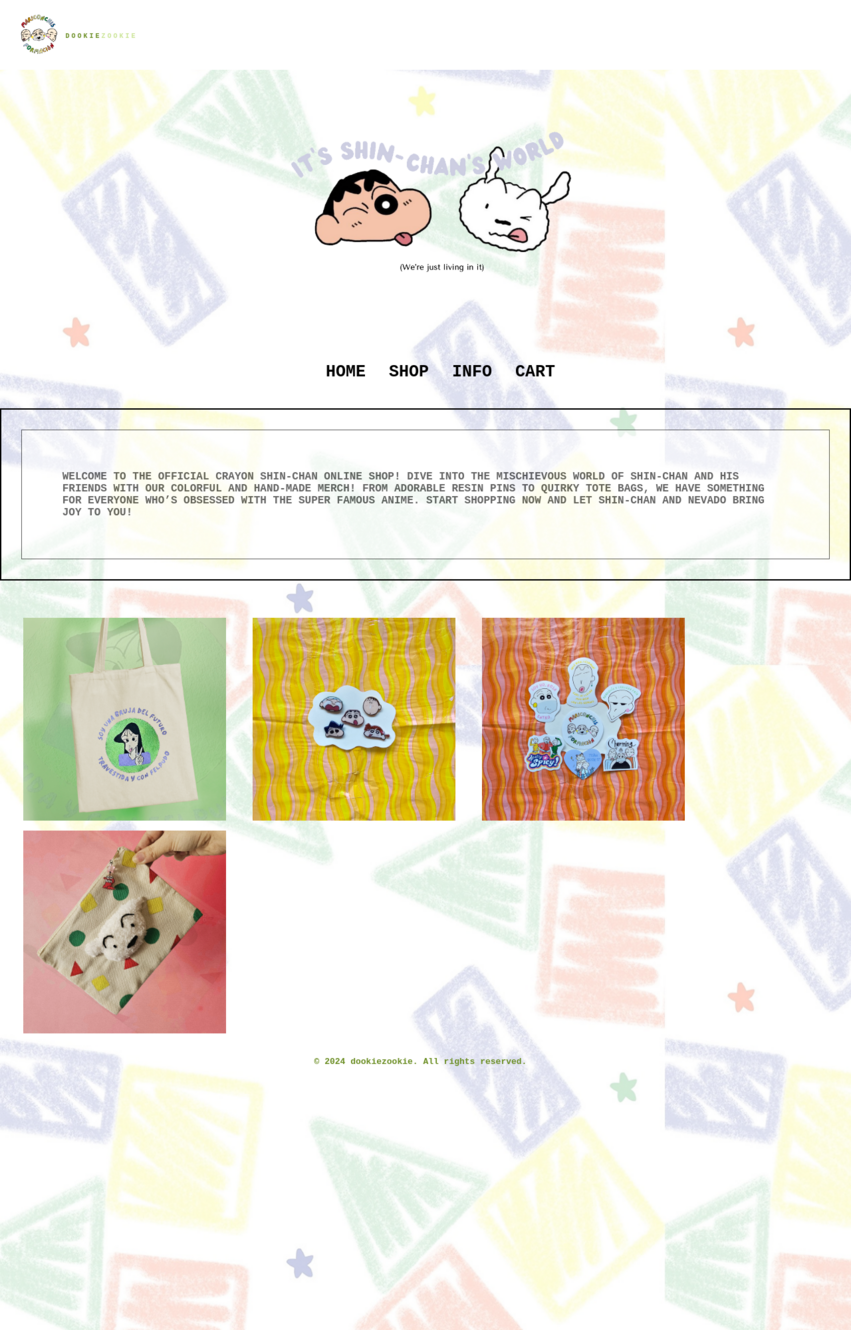 MARICONCHIS
DOOKIEZOOKIE
IT'S SHIN-CHAN'S WORLD
(We're just living in it)
HOME SHOP INFO CART
WELCOME TO THE OFFICIAL CRAYON SHIN-CHAN ONLINE SHOP! DIVE INTO THE MISCHIEVOUS WORLD OF SHIN-CHAN AND HIS
FRIENDS WITH OUR COLORFUL AND HAND-MADE MERCH! FROM ADORABLE RESIN PINS TO QUIRKY TOTE BAGS, WE HAVE SOMETHING
FOR EVERYONE WHO’S OBSESSED WITH THE SUPER FAMOUS ANIME. START SHOPPING NOW AND LET SHIN-CHAN AND NEVADO BRING
JOY TO YOU!
SOY UNA BRUJA DEL FUTURO
TRAVESTIDA Y CON PELPUDO
Spicy!
Charming
© 2024 dookiezookie. All rights reserved.